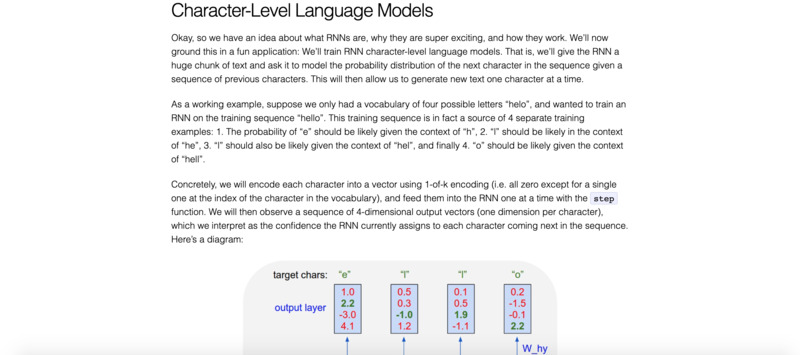 Character-Level Language Models
Okay, so we have an idea about what RNNs are, why they are super exciting, and how they work. We’ll now
ground this in a fun application: We’ll train RNN character-level language models. That is, we’ll give the RNN a
huge chunk of text and ask it to model the probability distribution of the next character in the sequence given a
sequence of previous characters. This will then allow us to generate new text one character at a time.
As a working example, suppose we only had a vocabulary of four possible letters “helo”, and wanted to train an
RNN on the training sequence “hello”. This training sequence is in fact a source of 4 separate training
examples: 1. The probability of “e” should be likely given the context of “h”, 2. “l” should be likely in the context
of “he”, 3. “l” should also be likely given the context of “hel”, and finally 4. “o” should be likely given the context
of “hell”.
Concretely, we will encode each character into a vector using 1-of-k encoding (i.e. all zero except for a single
one at the index of the character in the vocabulary), and feed them into the RNN one at a time with the step
function. We will then observe a sequence of 4-dimensional output vectors (one dimension per character),
which we interpret as the confidence the RNN currently assigns to each character coming next in the sequence.
Here’s a diagram:
target chars: “e” “l” “l” “o”
1.0 0.5 0.1 0.2
2.2 0.3 0.5 -1.5
output layer
-3.0 -1.0 1.9 -0.1
4.1 1.2 -1.1 2.2
W_hy